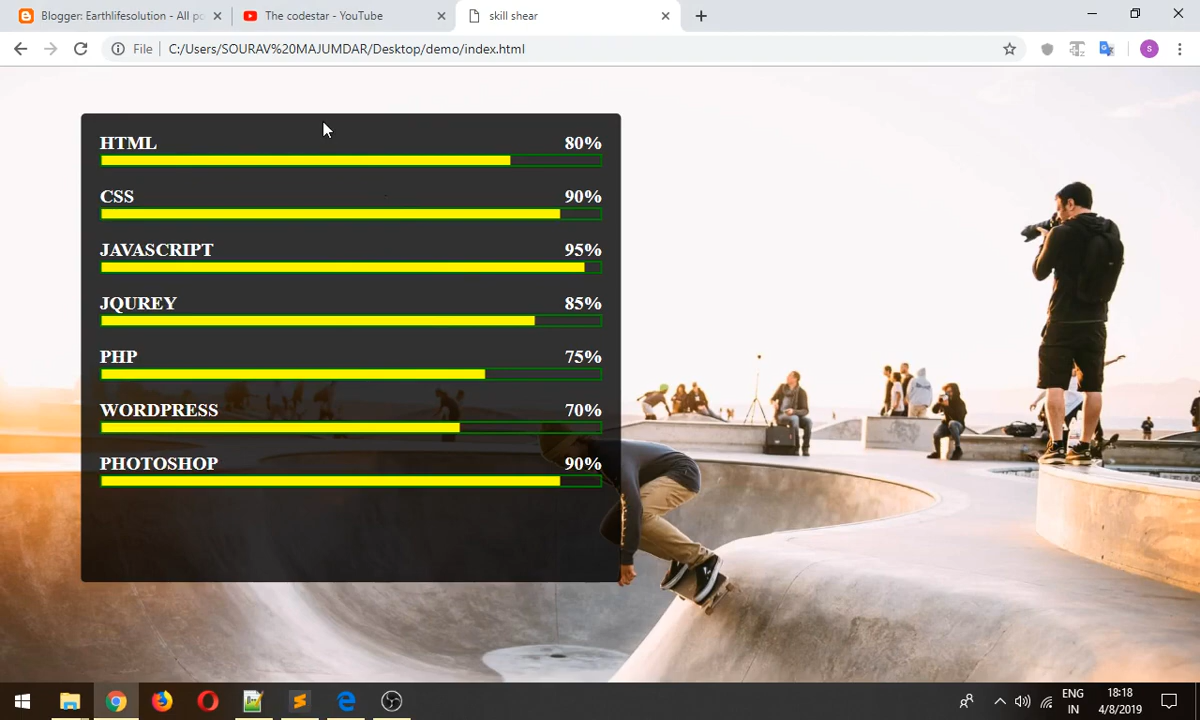 Blogger: Earthlifesolution - All po
The codestar - YouTube
skill shear
File
C:/Users/SOURAV%20MAJUMDAR/Desktop/demo/index.html
S
HTML 80%
CSS 90%
JAVASCRIPT 95%
JQUREY 85%
PHP 75%
WORDPRESS 70%
PHOTOSHOP 90%
ENG 18:18
IN 4/8/2019